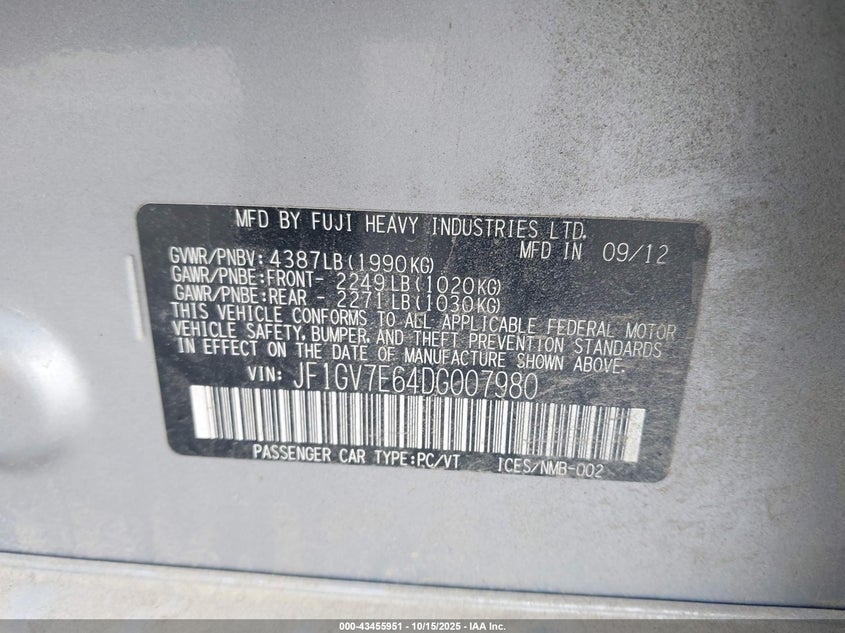 MFD BY FUJI HEAVY INDUSTRIES LTD.
MFD IN 09/12
GVWR/PNBV: 4387LB(1990KG)
GAWR/PNBE:FRONT- 2249LB(1020KG)
GAWR/PNBE:REAR - 2271LB(1030KG)
THIS VEHICLE CONFORMS TO ALL APPLICABLE FEDERAL MOTOR
VEHICLE SAFETY, BUMPER, AND THEFT PREVENTION STANDARDS
IN EFFECT ON THE DATE OF MANUFACTURE SHOWN ABOVE.
VIN: JF1GV7E64DG007980
PASSENGER CAR TYPE:PC/VT ICES/NMB-002
000-43455951 - 10/15/2025 - IAA Inc.